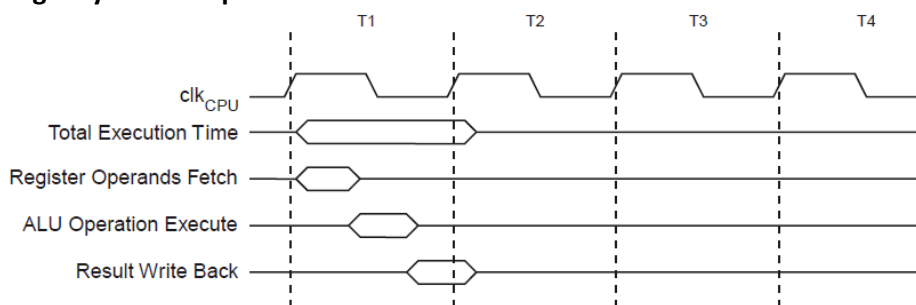 T1 T2 T3 T4
clkCPU
Total Execution Time
Register Operands Fetch
ALU Operation Execute
Result Write Back